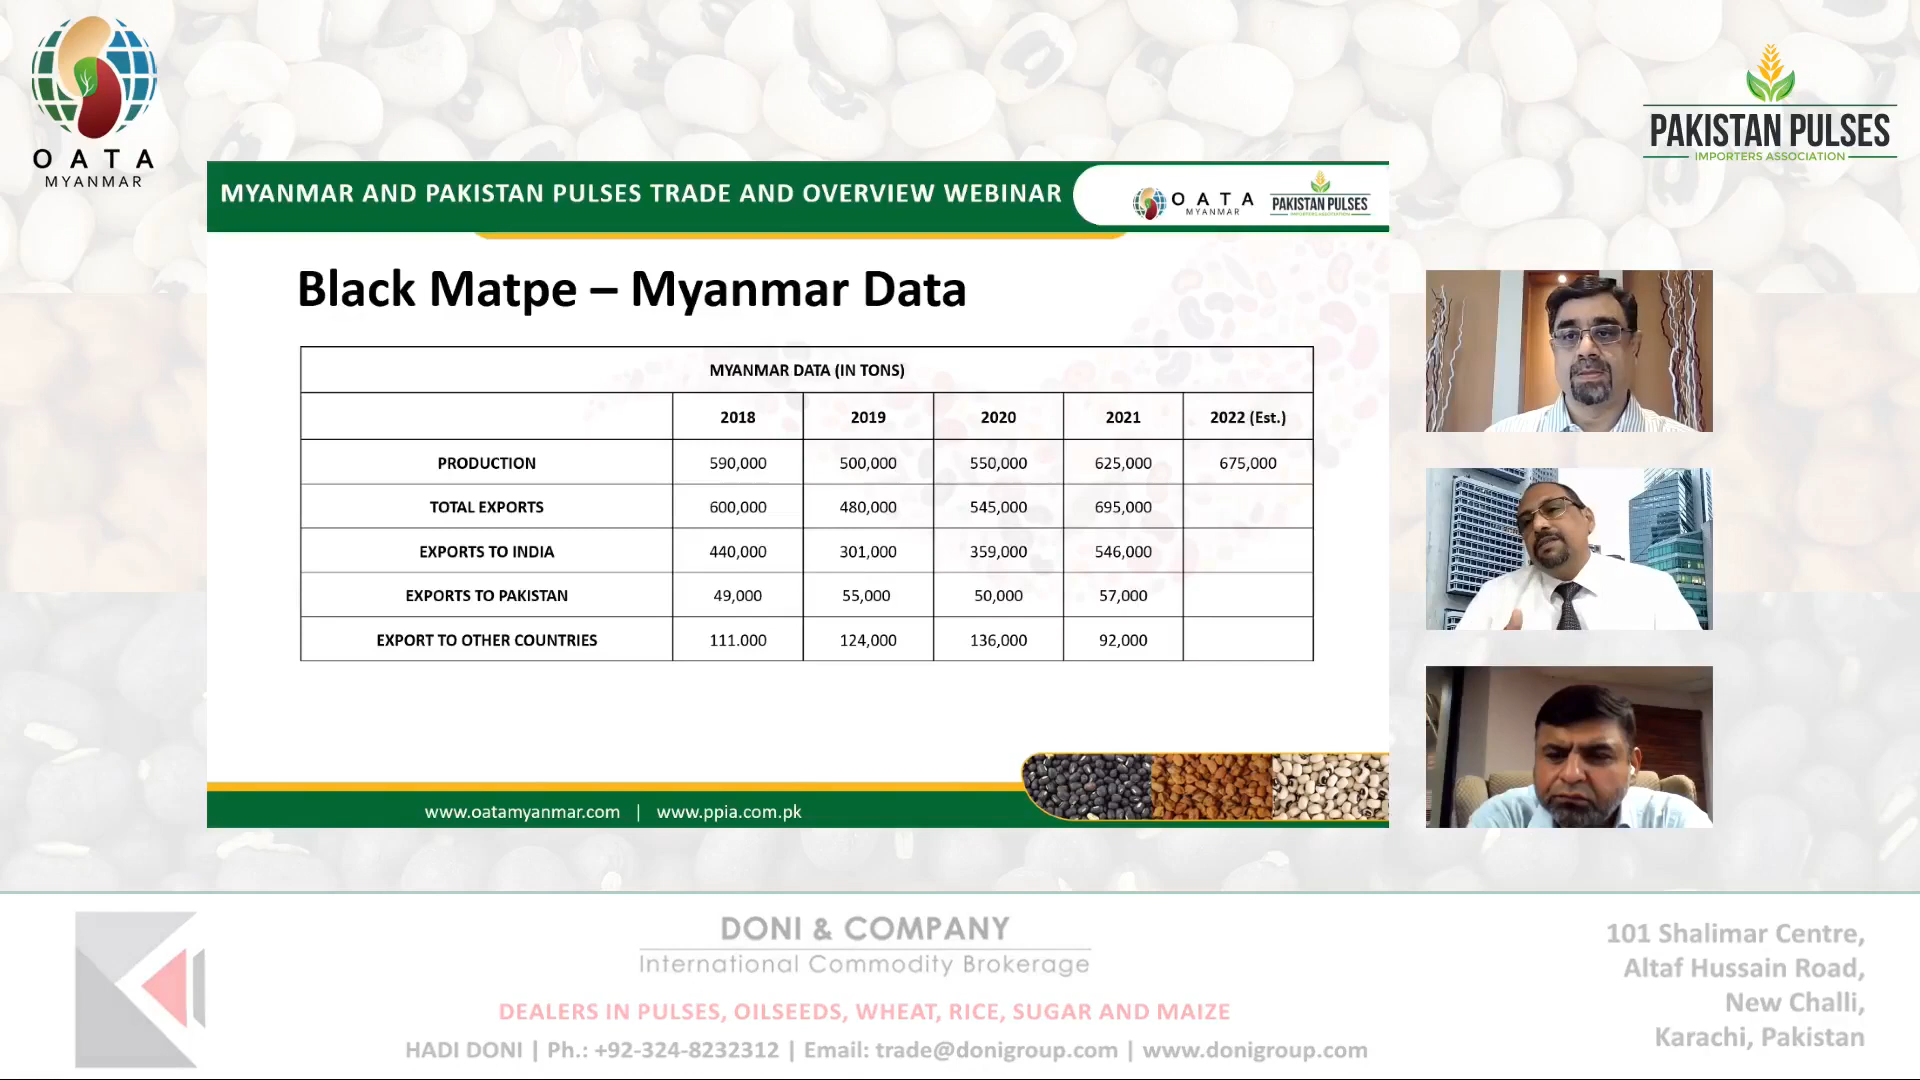 OATA
MYANMAR
PAKISTAN PULSES
IMPORTERS ASSOCIATION
MYANMAR AND PAKISTAN PULSES TRADE AND OVERVIEW WEBINAR
OATA
MYANMAR
PAKISTAN PULSES
IMPORTERS ASSOCIATION
Black Matpe – Myanmar Data
MYANMAR DATA (IN TONS)
2018 2019 2020 2021 2022 (Est.)
PRODUCTION 590,000 500,000 550,000 625,000 675,000
TOTAL EXPORTS 600,000 480,000 545,000 695,000
EXPORTS TO INDIA 440,000 301,000 359,000 546,000
EXPORTS TO PAKISTAN 49,000 55,000 50,000 57,000
EXPORT TO OTHER COUNTRIES 111.000 124,000 136,000 92,000
www.oatamyanmar.com | www.ppia.com.pk
DONI & COMPANY
International Commodity Brokerage
DEALERS IN PULSES, OILSEEDS, WHEAT, RICE, SUGAR AND MAIZE
HADI DONI | Ph.: +92-324-8232312 | Email: trade@donigroup.com | www.donigroup.com
101 Shalimar Centre,
Altaf Hussain Road,
New Challi,
Karachi, Pakistan